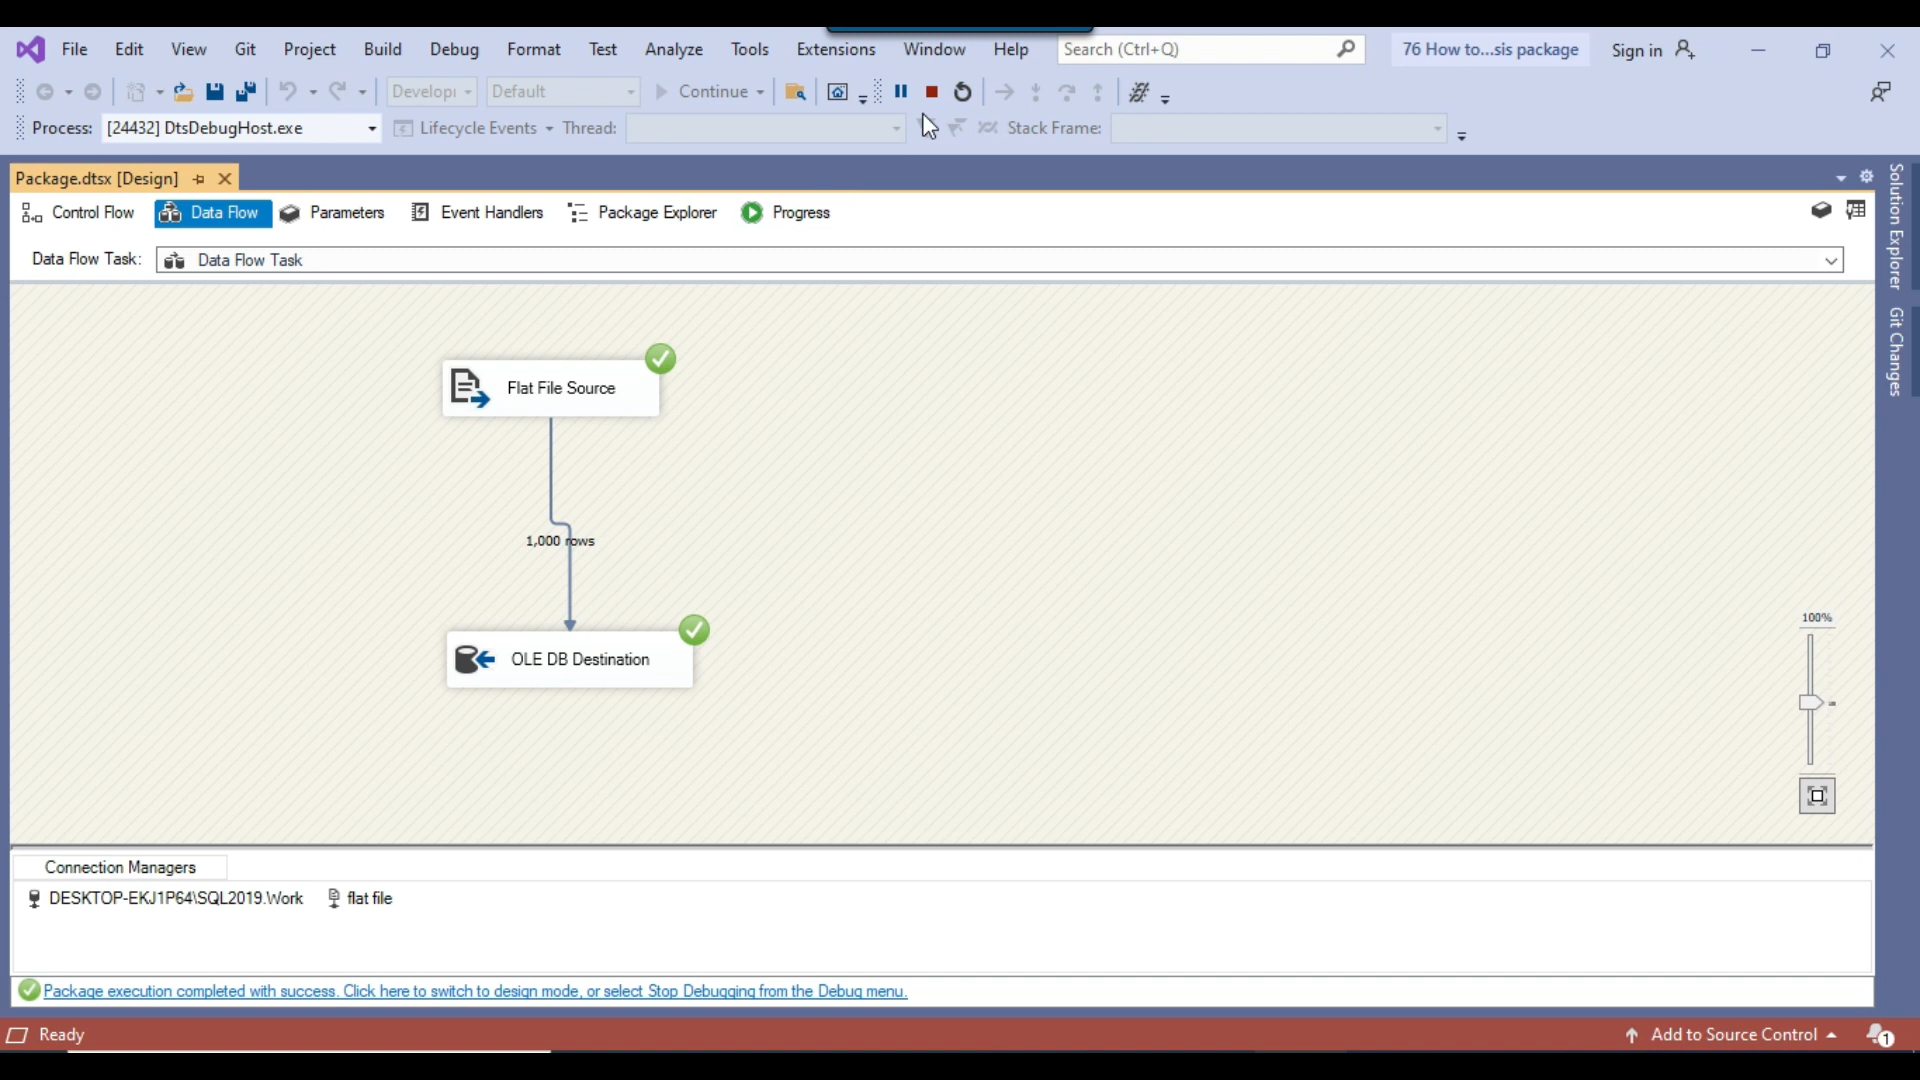 File Edit View Git Project Build Debug Format Test Analyze Tools Extensions Window Help Search (Ctrl+Q) 76 How to...sis package Sign in
Developi Default Continue
Process: [24432] DtsDebugHost.exe Lifecycle Events Thread: Stack Frame:
Package.dtsx [Design]
Control Flow Data Flow Parameters Event Handlers Package Explorer Progress
Data Flow Task: Data Flow Task
Solution Explorer
Git Changes
Flat File Source
1,000 rows
OLE DB Destination
100%
Connection Managers
DESKTOP-EKJ1P64\SQL2019.Work flat file
Package execution completed with success. Click here to switch to design mode, or select Stop Debugging from the Debug menu.
Ready Add to Source Control 1